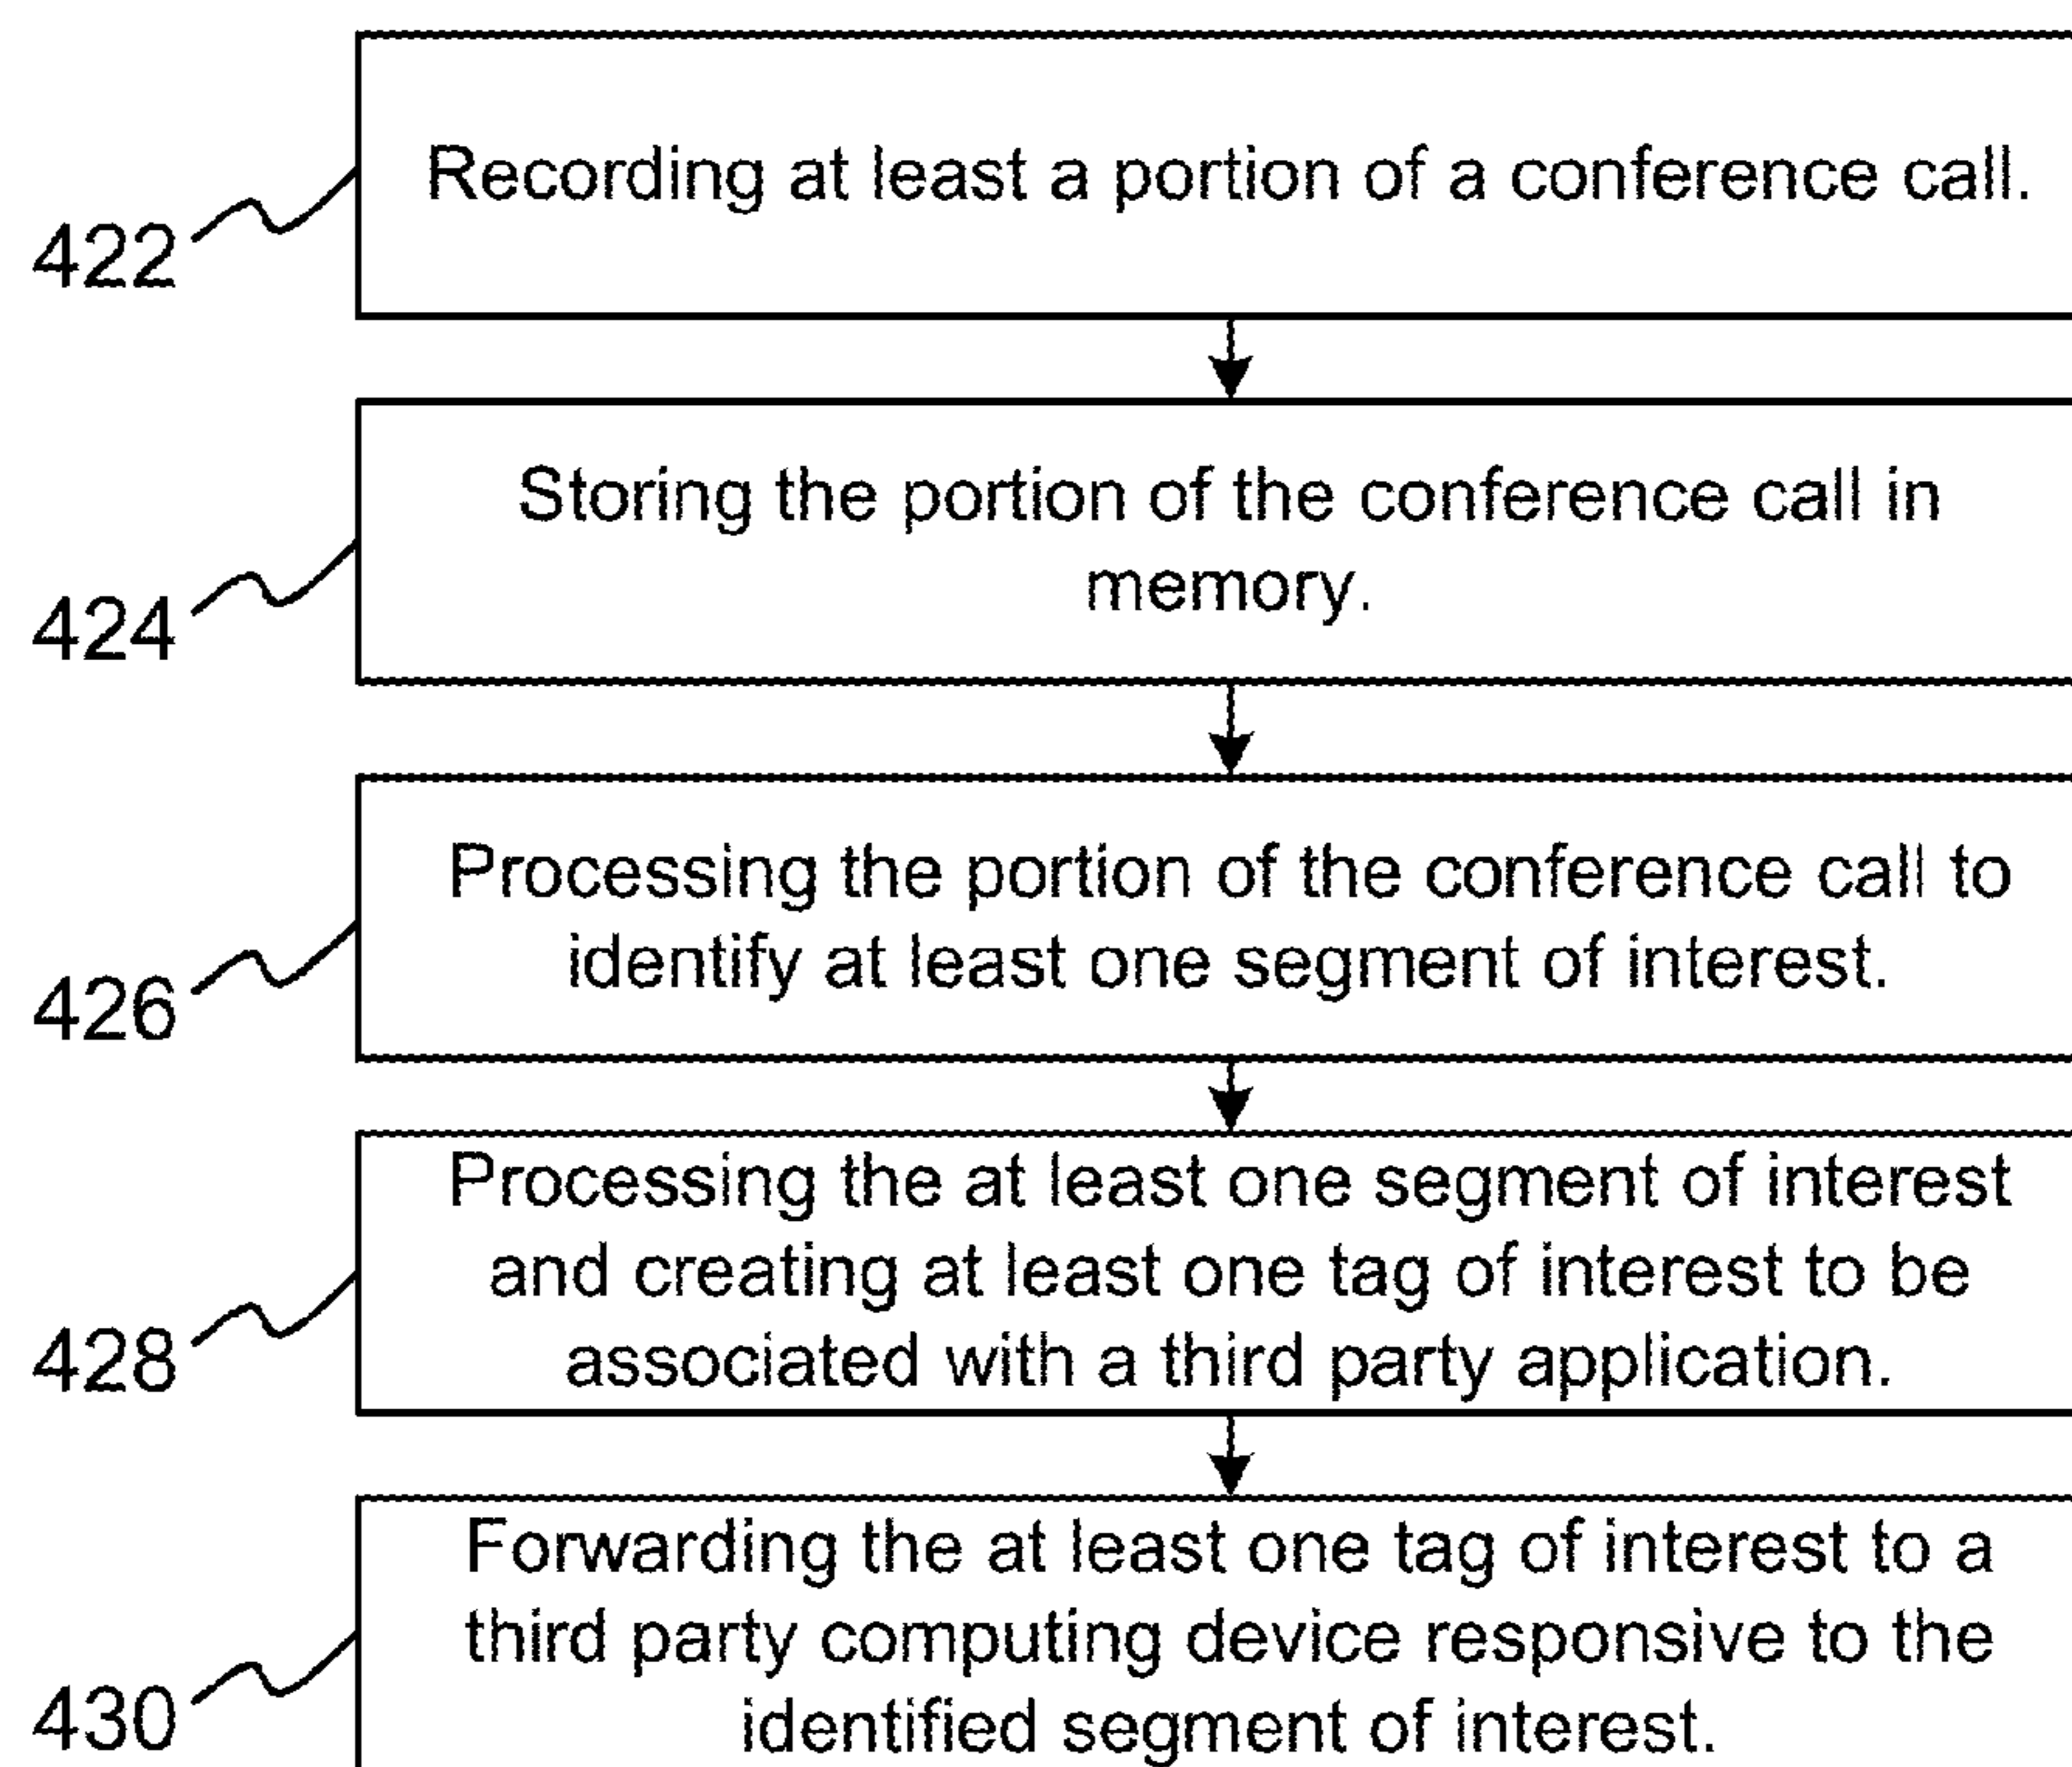 Recording at least a portion of a conference call.
422
Storing the portion of the conference call in
memory.
424
Processing the portion of the conference call to
identify at least one segment of interest.
426
Processing the at least one segment of interest
and creating at least one tag of interest to be
associated with a third party application.
428
Forwarding the at least one tag of interest to a
third party computing device responsive to the
identified segment of interest.
430